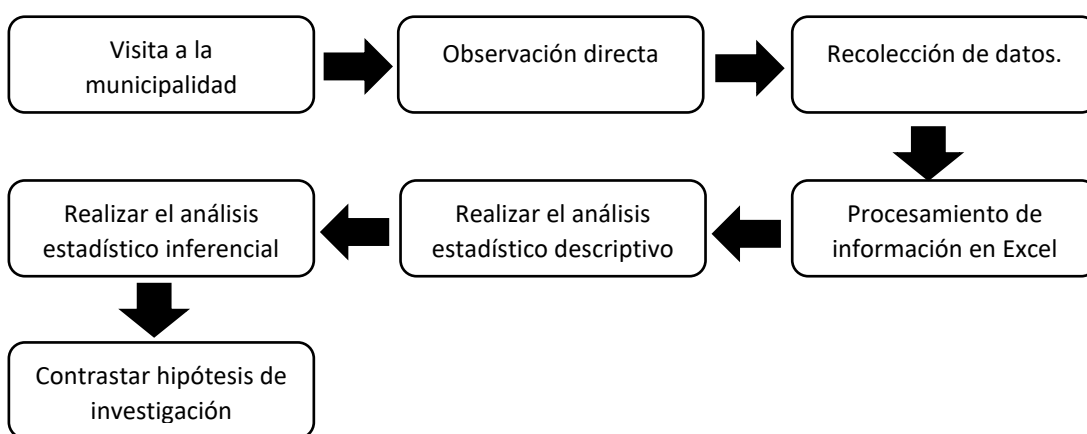 Visita a la
municipalidad
Observación directa
Recolección de datos.
Procesamiento de
información en Excel
Realizar el análisis
estadístico descriptivo
Realizar el análisis
estadístico inferencial
Contrastar hipótesis de
investigación